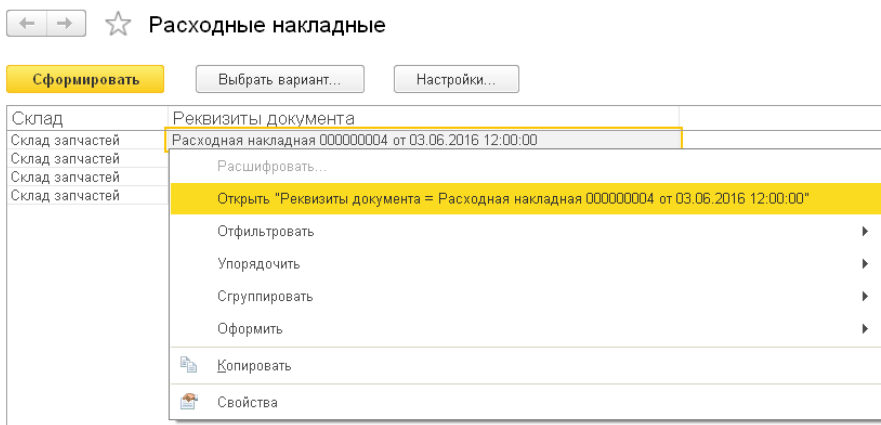 Расходные накладные
Сформировать Выбрать вариант... Настройки...
Склад Реквизиты документа
Склад запчастей Расходная накладная 000000004 от 03.06.2016 12:00:00
Склад запчастей
Склад запчастей
Склад запчастей
Расшифровать...
Открыть "Реквизиты документа = Расходная накладная 000000004 от 03.06.2016 12:00:00"
Отфильтровать
Упорядочить
Сгруппировать
Оформить
Копировать
Свойства